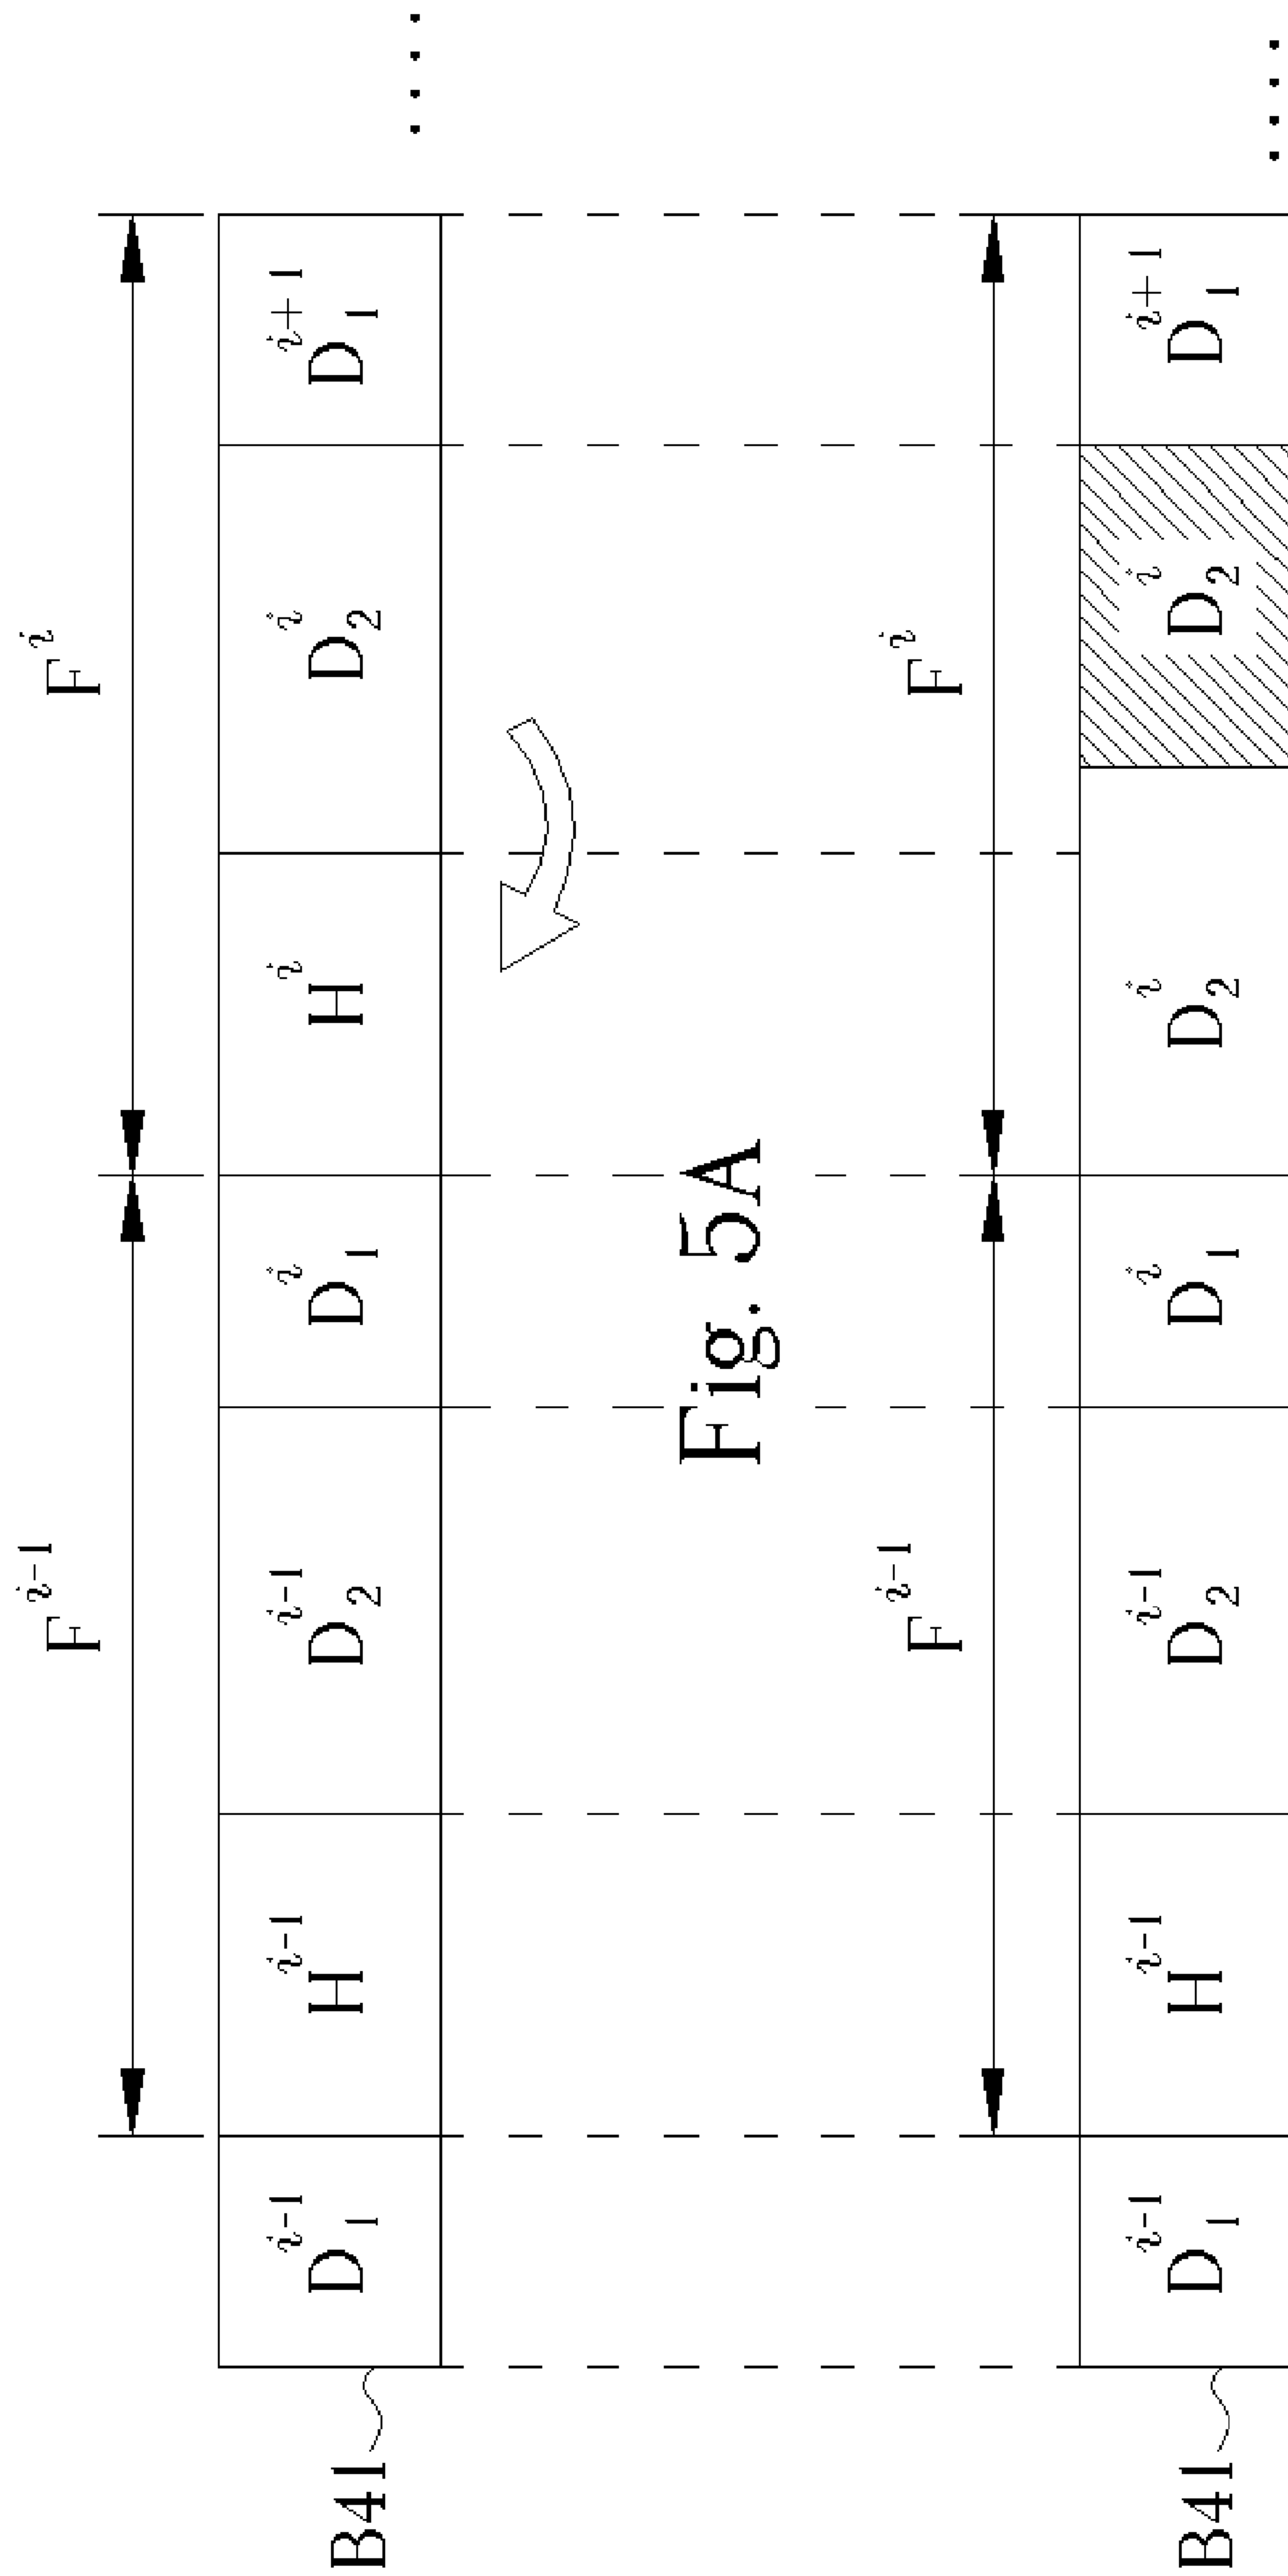 F^{i-1} F^{i}
B41 D_1^{i-1} H^{i-1} D_2^{i-1} D_1^{i} H^{i} D_2^{i} D_1^{i+1} ....
Fig. 5A
F^{i-1} F^{i}
B41 D_1^{i-1} H^{i-1} D_2^{i-1} D_1^{i} D_2^{i} D_2^{i} D_1^{i+1} ....